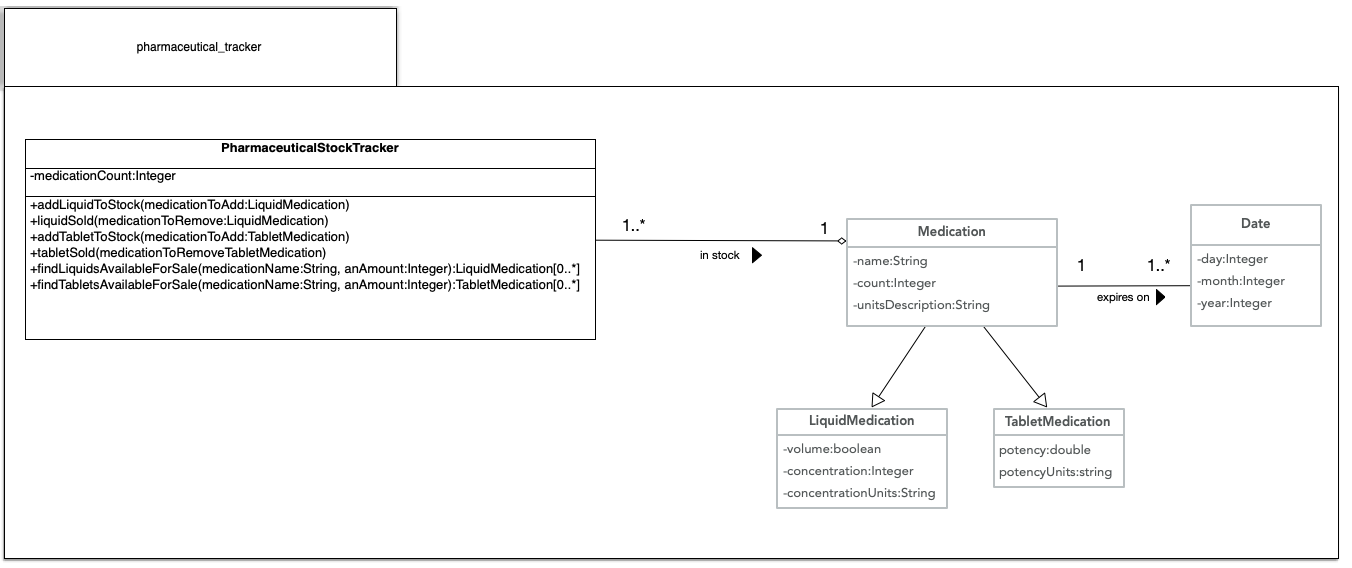 pharmaceutical_tracker
PharmaceuticalStockTracker
-medicationCount:Integer
+addLiquidToStock(medicationToAdd:LiquidMedication)
+liquidSold(medicationToRemove:LiquidMedication)
+addTabletToStock(medicationToAdd:TabletMedication)
+tabletSold(medicationToRemoveTabletMedication)
+findLiquidsAvailableForSale(medicationName:String, anAmount:Integer):LiquidMedication[0..*]
+findTabletsAvailableForSale(medicationName:String, anAmount:Integer):TabletMedication[0..*]
1..*
1
in stock
Medication
-name:String
-count:Integer
-unitsDescription:String
1
1..*
expires on
Date
-day:Integer
-month:Integer
-year:Integer
LiquidMedication
-volume:boolean
-concentration:Integer
-concentrationUnits:String
TabletMedication
potency:double
potencyUnits:string